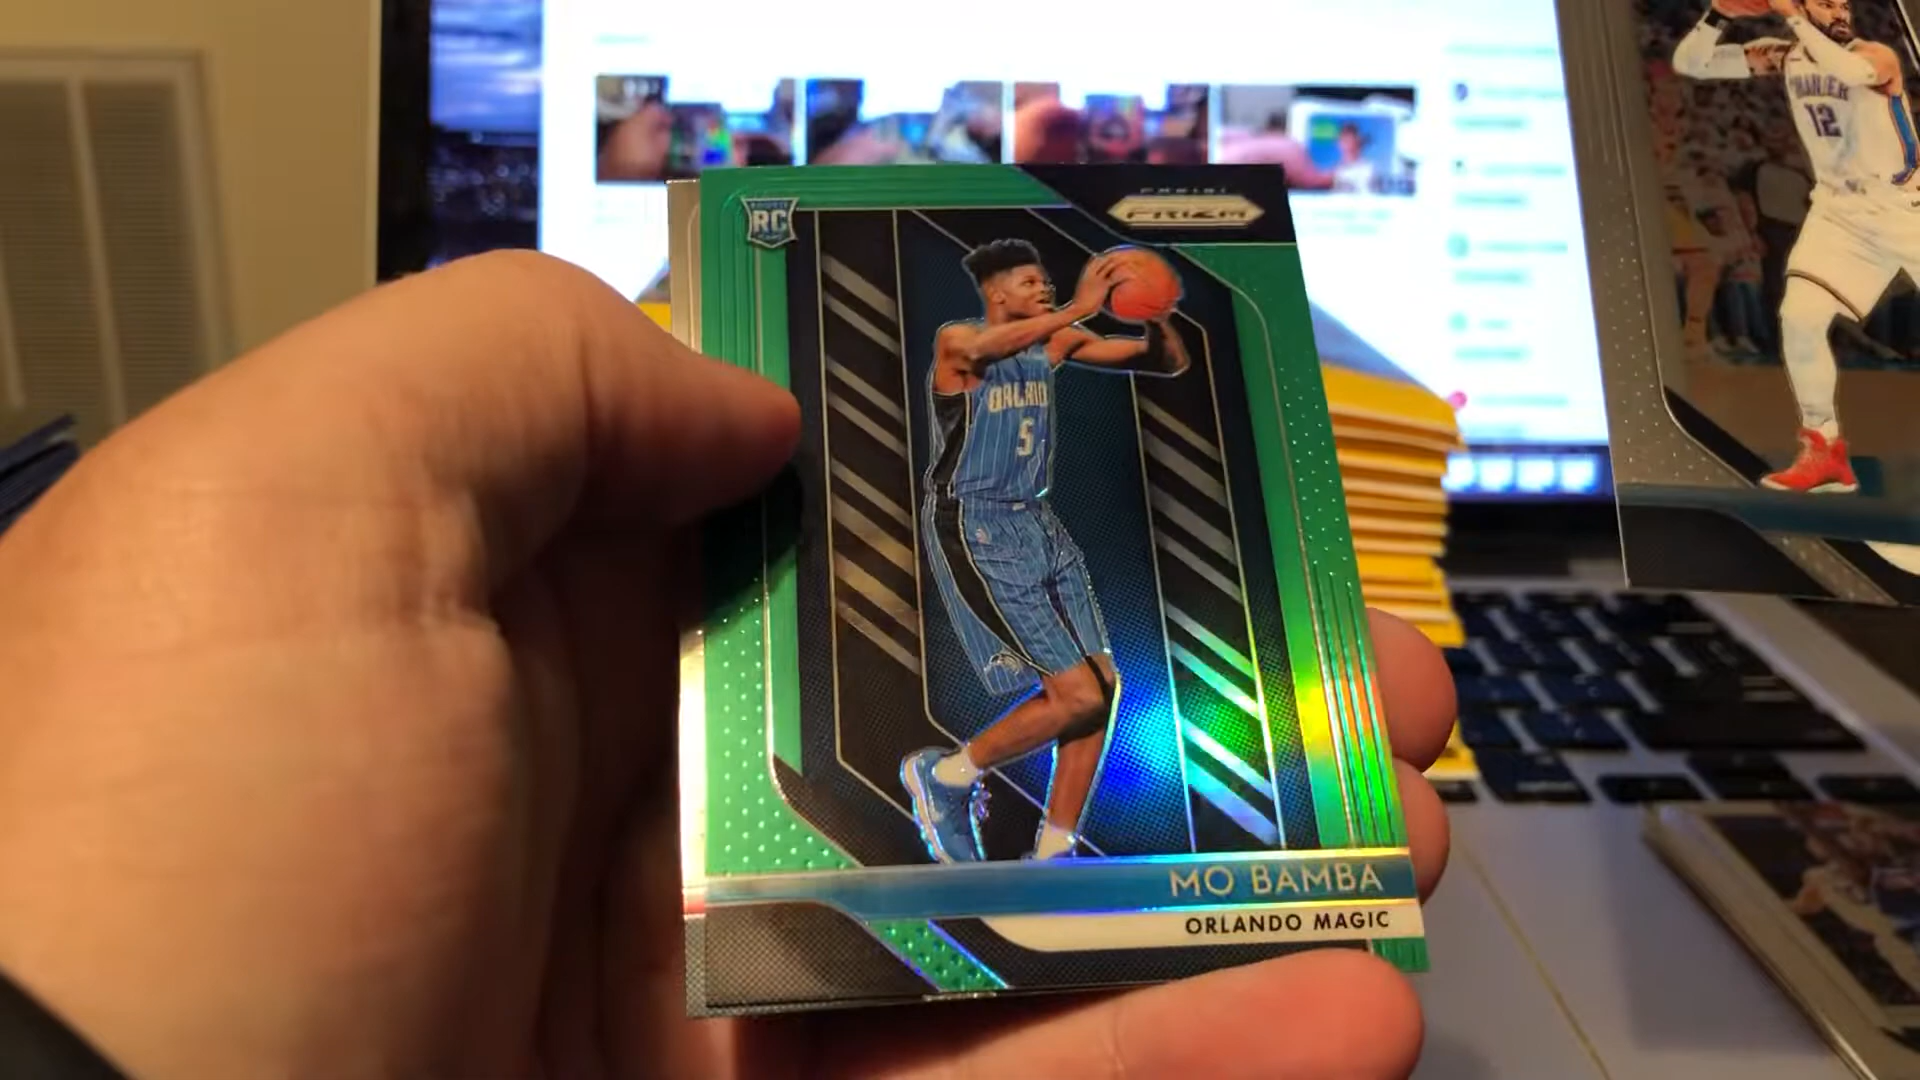 RC
PANINI
PRIZM
ORLANDO
5
MO BAMBA
ORLANDO MAGIC
12